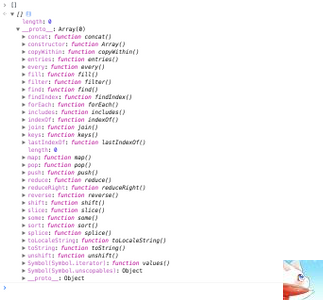 > []
< ▼ [] i
length: 0
▼ __proto__: Array(0)
▶ concat: function concat()
▶ constructor: function Array()
▶ copyWithin: function copyWithin()
▶ entries: function entries()
▶ every: function every()
▶ fill: function fill()
▶ filter: function filter()
▶ find: function find()
▶ findIndex: function findIndex()
▶ forEach: function forEach()
▶ includes: function includes()
▶ indexOf: function indexOf()
▶ join: function join()
▶ keys: function keys()
▶ lastIndexOf: function lastIndexOf()
length: 0
▶ map: function map()
▶ pop: function pop()
▶ push: function push()
▶ reduce: function reduce()
▶ reduceRight: function reduceRight()
▶ reverse: function reverse()
▶ shift: function shift()
▶ slice: function slice()
▶ some: function some()
▶ sort: function sort()
▶ splice: function splice()
▶ toLocaleString: function toLocaleString()
▶ toString: function toString()
▶ unshift: function unshift()
▶ Symbol(Symbol.iterator): function values()
▶ Symbol(Symbol.unscopables): Object
▶ __proto__: Object
>